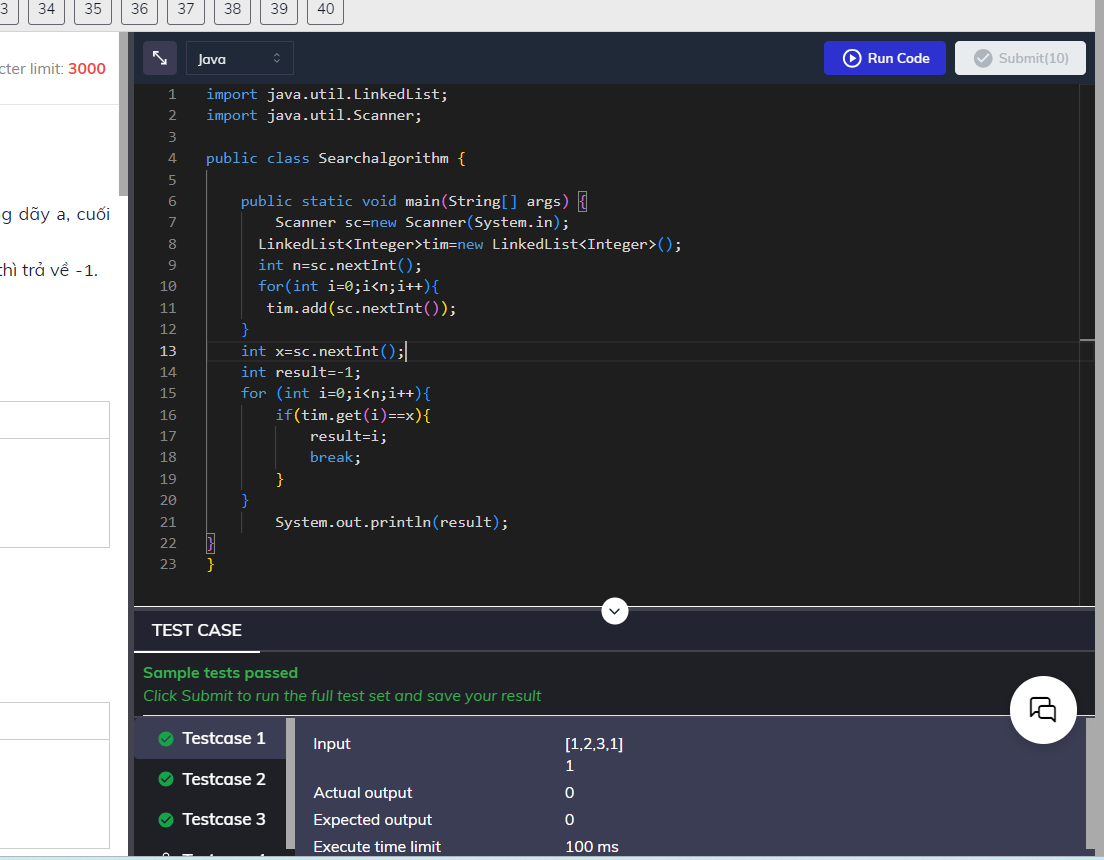 3 34 35 36 37 38 39 40
cter limit: 3000
g dãy a, cuối
thì trả về -1.
Java
Run Code
Submit(10)
1 import java.util.LinkedList;
2 import java.util.Scanner;
3
4 public class Searchalgorithm {
5
6 public static void main(String[] args) {
7 Scanner sc=new Scanner(System.in);
8 LinkedList<Integer>tim=new LinkedList<Integer>();
9 int n=sc.nextInt();
10 for(int i=0;i<n;i++){
11 tim.add(sc.nextInt());
12 }
13 int x=sc.nextInt();
14 int result=-1;
15 for (int i=0;i<n;i++){
16 if(tim.get(i)==x){
17 result=i;
18 break;
19 }
20 }
21 System.out.println(result);
22 }
23 }
TEST CASE
Sample tests passed
Click Submit to run the full test set and save your result
Testcase 1
Testcase 2
Testcase 3
Input [1,2,3,1]
1
Actual output 0
Expected output 0
Execute time limit 100 ms